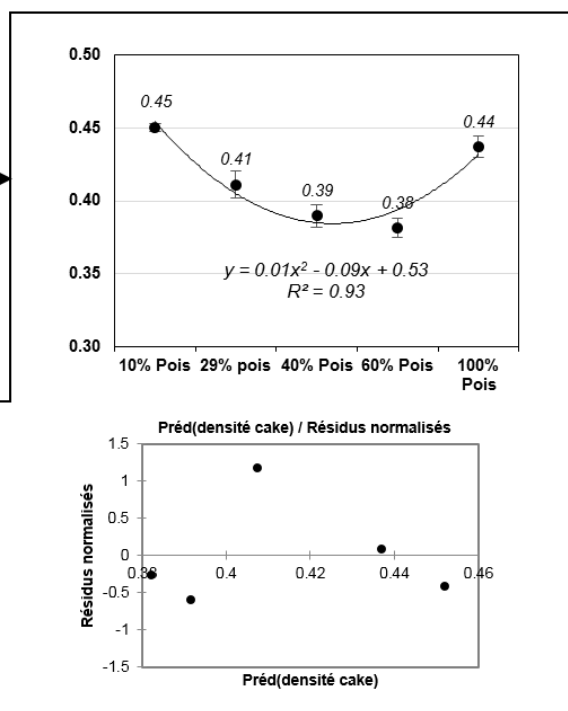 0.50
0.45
0.40
0.35
0.30
0.45
0.41
0.39
0.38
0.44
y = 0.01x² - 0.09x + 0.53
R² = 0.93
10% Pois 29% pois 40% Pois 60% Pois 100% Pois
Préd(densité cake) / Résidus normalisés
Résidus normalisés
1.5
1
0.5
0
-0.5
-1
-1.5
0.38 0.4 0.42 0.44 0.46
Préd(densité cake)